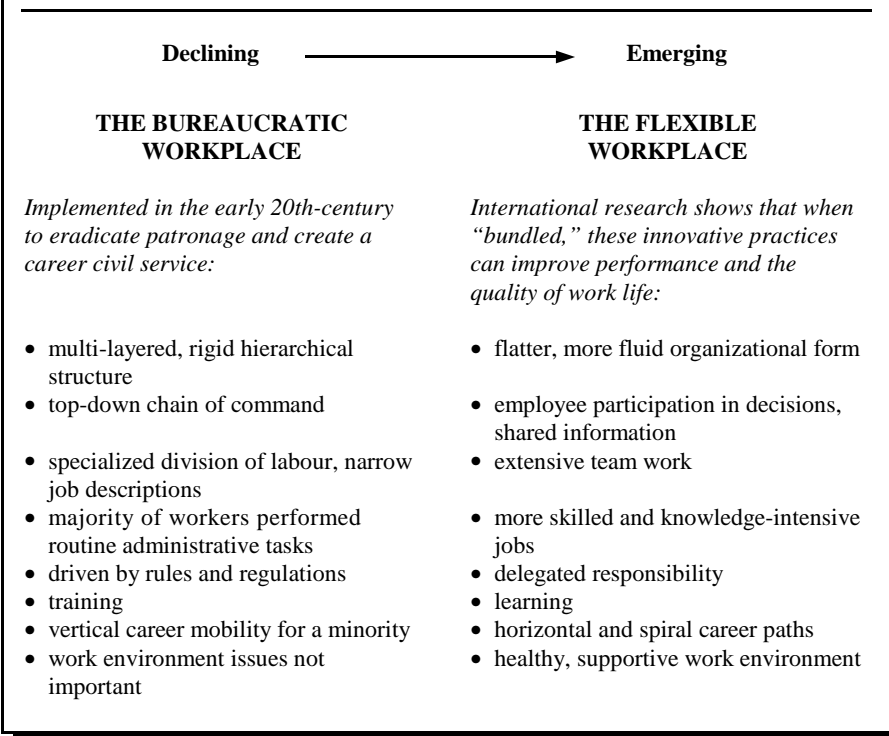 Declining
Emerging
THE BUREAUCRATIC
WORKPLACE
THE FLEXIBLE
WORKPLACE
Implemented in the early 20th-century
to eradicate patronage and create a
career civil service:
International research shows that when
“bundled,” these innovative practices
can improve performance and the
quality of work life:
• multi-layered, rigid hierarchical
structure
• top-down chain of command
• specialized division of labour, narrow
job descriptions
• majority of workers performed
routine administrative tasks
• driven by rules and regulations
• training
• vertical career mobility for a minority
• work environment issues not
important
• flatter, more fluid organizational form
• employee participation in decisions,
shared information
• extensive team work
• more skilled and knowledge-intensive
jobs
• delegated responsibility
• learning
• horizontal and spiral career paths
• healthy, supportive work environment